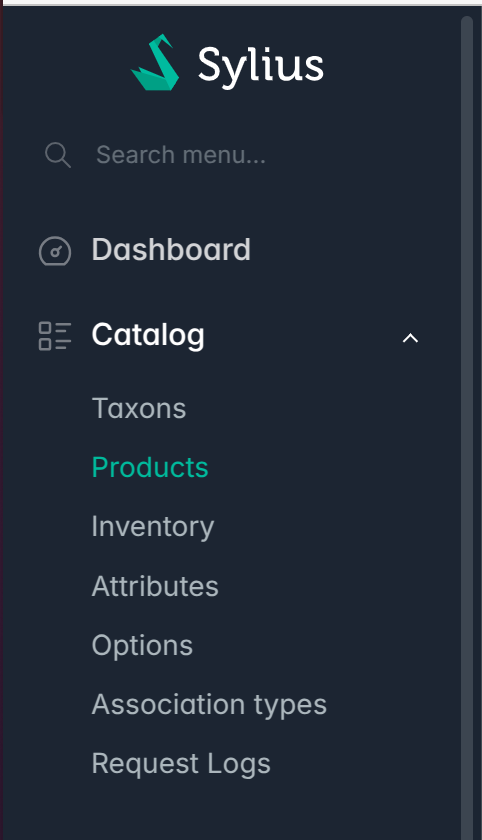 Sylius
Search menu...
Dashboard
Catalog
Taxons
Products
Inventory
Attributes
Options
Association types
Request Logs